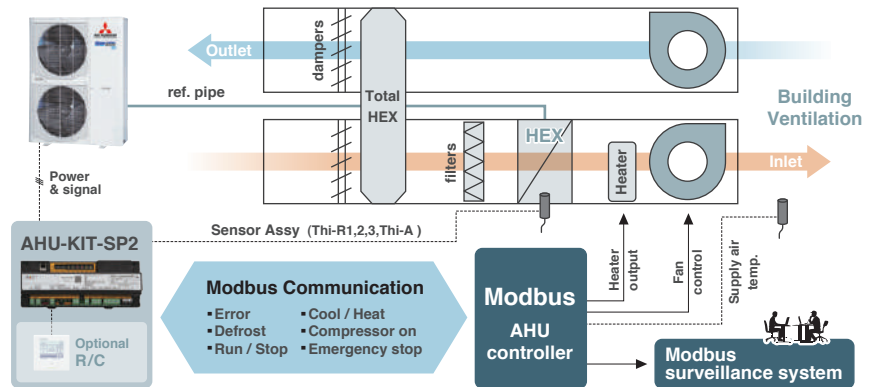 Outlet
dampers
ref. pipe
Total
HEX
Building
Ventilation
HEX
filters
Heater
Inlet
Power
& signal
Sensor Assy (Thi-R1,2,3,Thi-A )
AHU-KIT-SP2
Optional
R/C
Modbus Communication
▪Error
▪Defrost
▪Run / Stop
▪Cool / Heat
▪Compressor on
▪Emergency stop
Modbus
AHU
controller
Heater
output
Fan
control
Supply air
temp.
Modbus
surveillance system